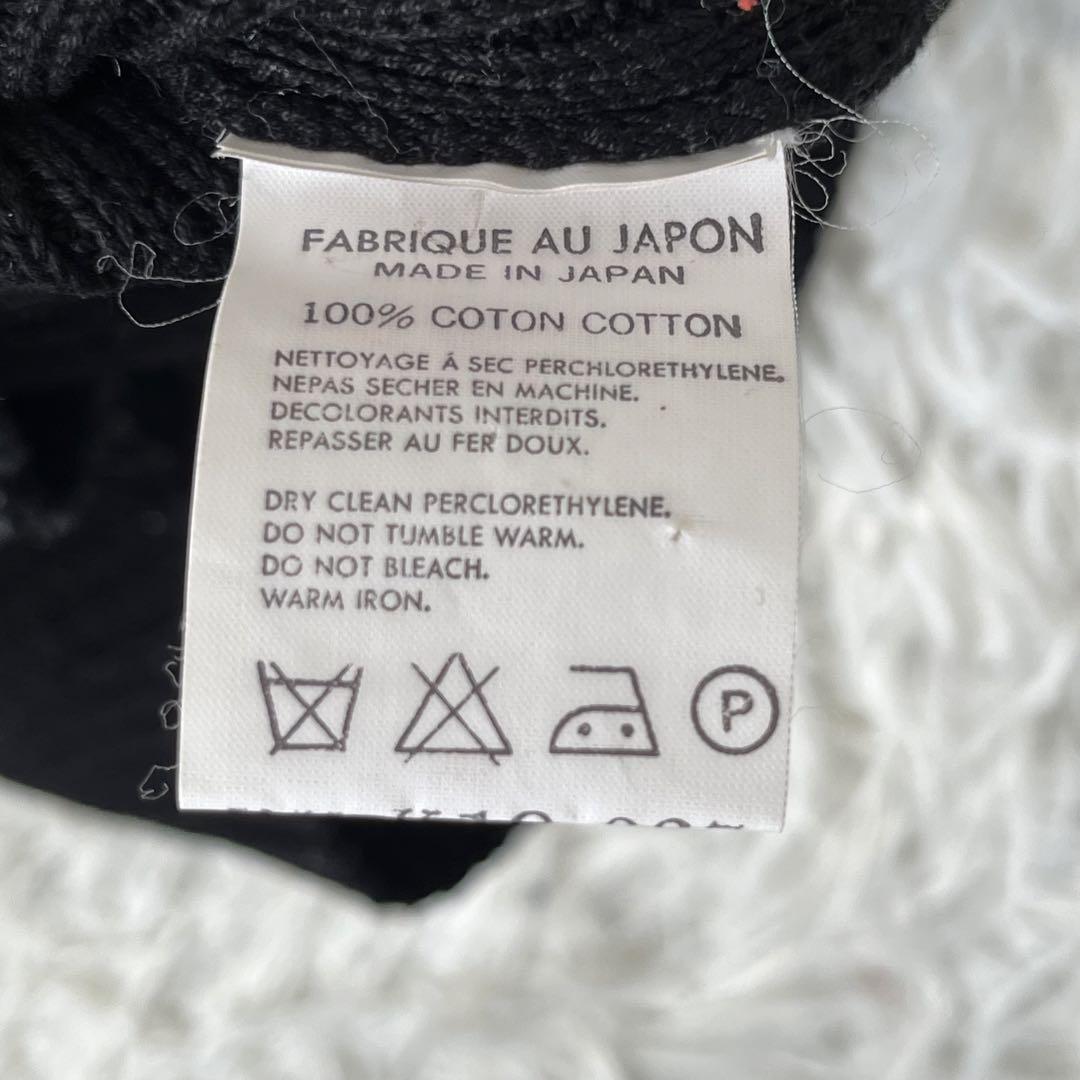 FABRIQUE AU JAPON
MADE IN JAPAN
100% COTON COTTON
NETTOYAGE Á SEC PERCHLORETHYLENE.
NEPAS SECHER EN MACHINE.
DECOLORANTS INTERDITS.
REPASSER AU FER DOUX.
DRY CLEAN PERCLORETHYLENE.
DO NOT TUMBLE WARM.
DO NOT BLEACH.
WARM IRON.
P